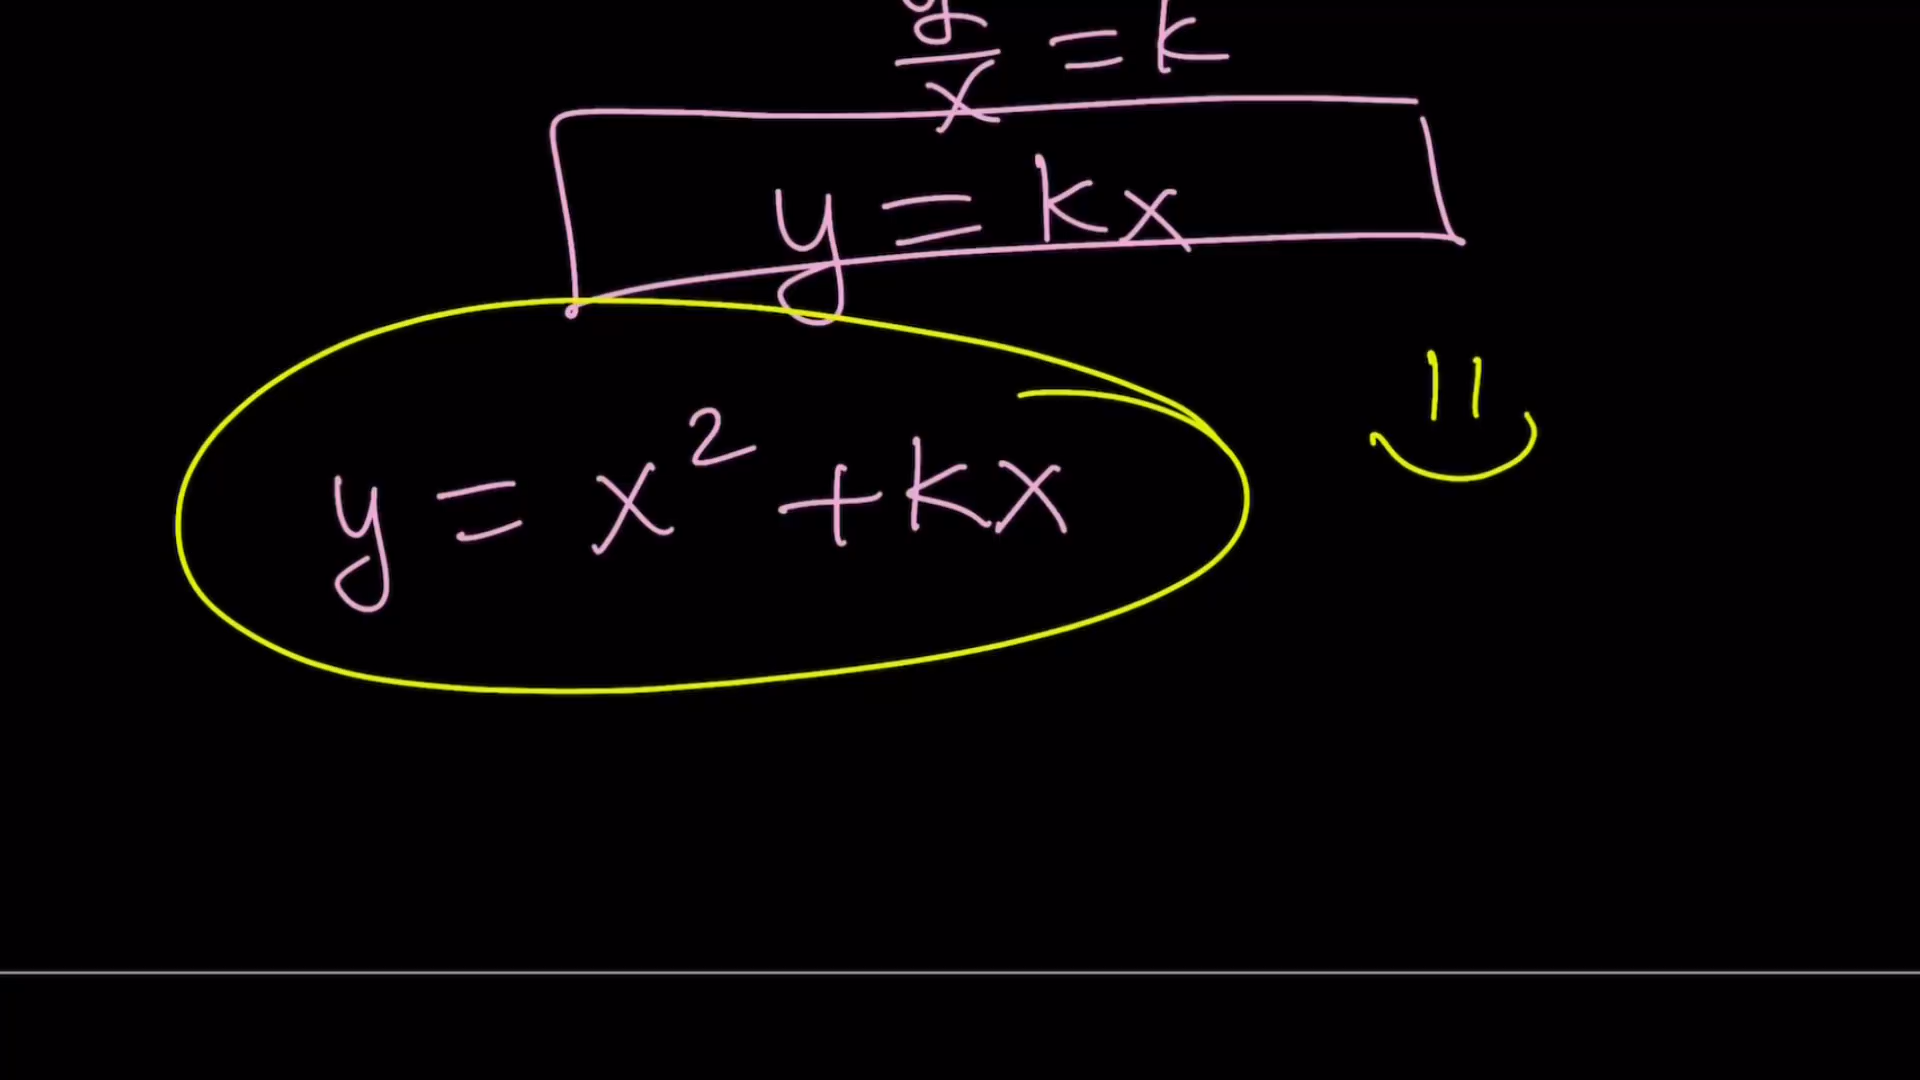 y/x = k
y = kx
y = x² + kx